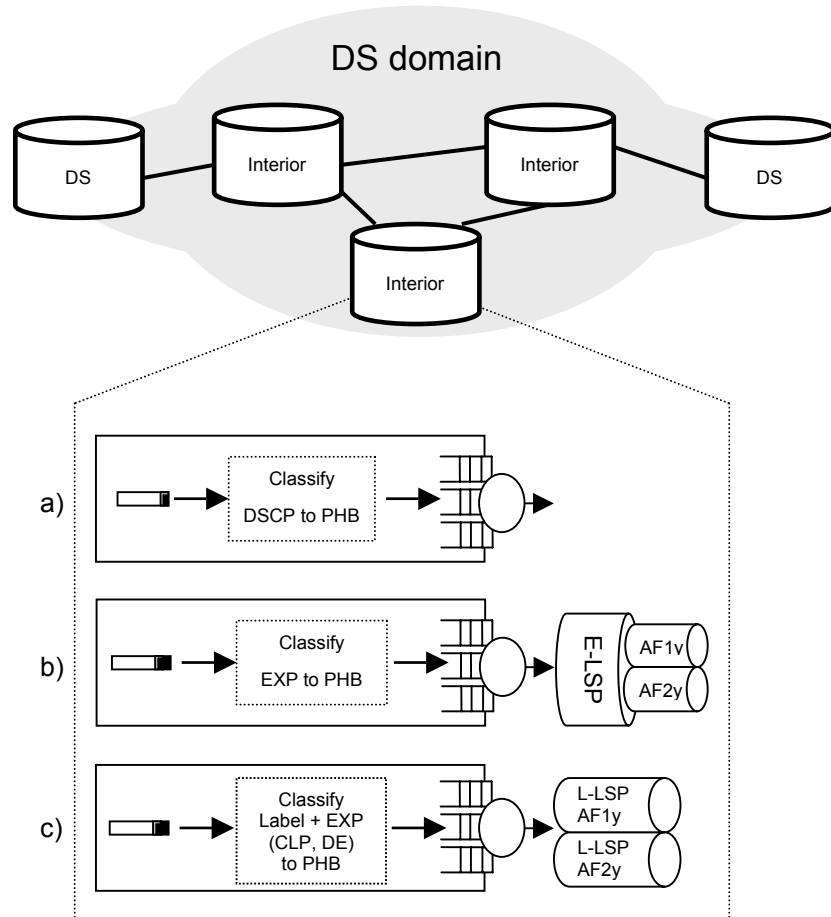 DS domain
DS
Interior
Interior
DS
Interior
a)
Classify
DSCP to PHB
b)
Classify
EXP to PHB
E-LSP
AF1v
AF2y
c)
Classify
Label + EXP
(CLP, DE)
to PHB
L-LSP
AF1y
L-LSP
AF2y